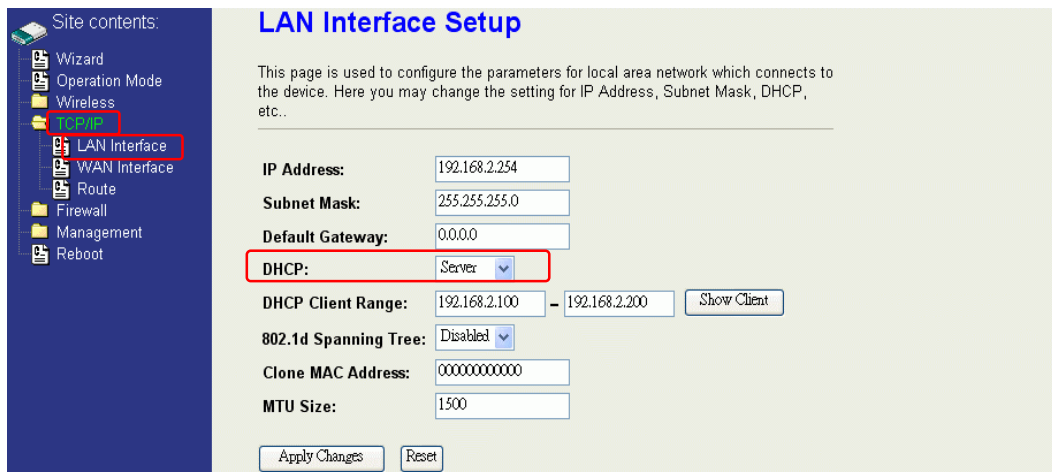 Site contents:
Wizard
Operation Mode
Wireless
TCP/IP
LAN Interface
WAN Interface
Route
Firewall
Management
Reboot
LAN Interface Setup
This page is used to configure the parameters for local area network which connects to
the device. Here you may change the setting for IP Address, Subnet Mask, DHCP,
etc..
IP Address: 192.168.2.254
Subnet Mask: 255.255.255.0
Default Gateway: 0.0.0.0
DHCP: Server
DHCP Client Range: 192.168.2.100 – 192.168.2.200 Show Client
802.1d Spanning Tree: Disabled
Clone MAC Address: 000000000000
MTU Size: 1500
Apply Changes Reset